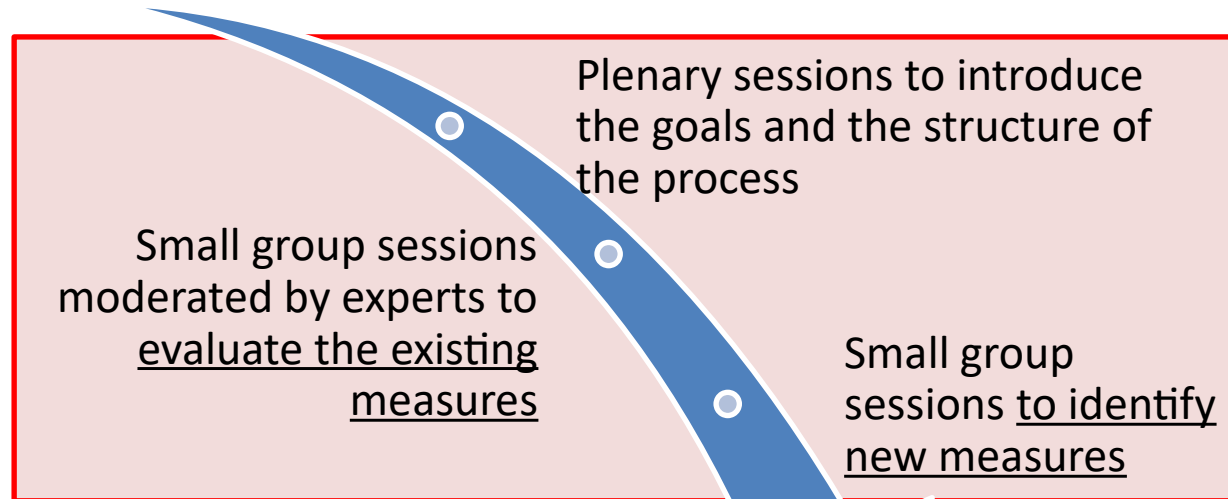 Plenary sessions to introduce
the goals and the structure of
the process
Small group sessions
moderated by experts to
evaluate the existing
measures
Small group
sessions to identify
new measures